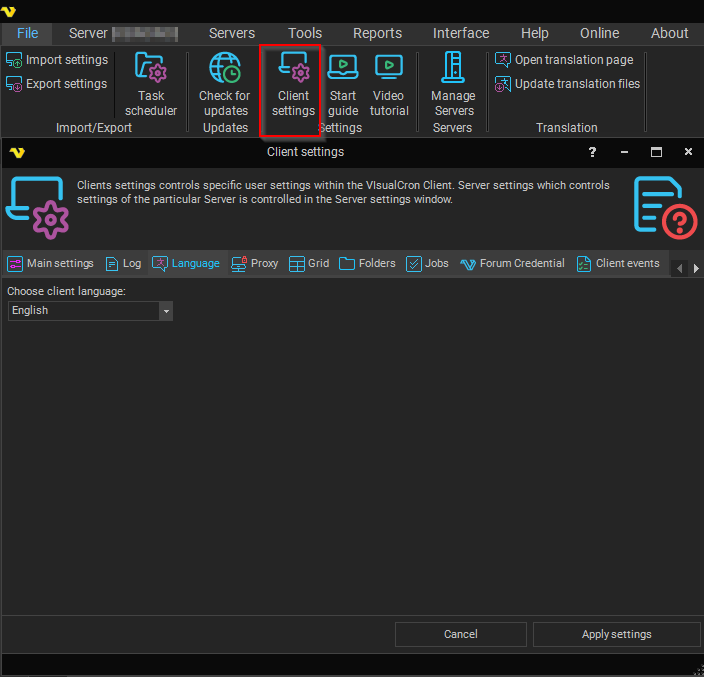 File Server Servers Tools Reports Interface Help Online About
Import settings
Export settings
Import/Export
Task
scheduler
Check for
updates
Updates
Client
settings
Start
guide
Video
tutorial
Settings
Manage
Servers
Servers
Open translation page
Update translation files
Translation
Client settings
Clients settings controls specific user settings within the VIsualCron Client. Server settings which controls
settings of the particular Server is controlled in the Server settings window.
Main settings Log Language Proxy Grid Folders Jobs Forum Credential Client events
Choose client language:
English
Cancel Apply settings